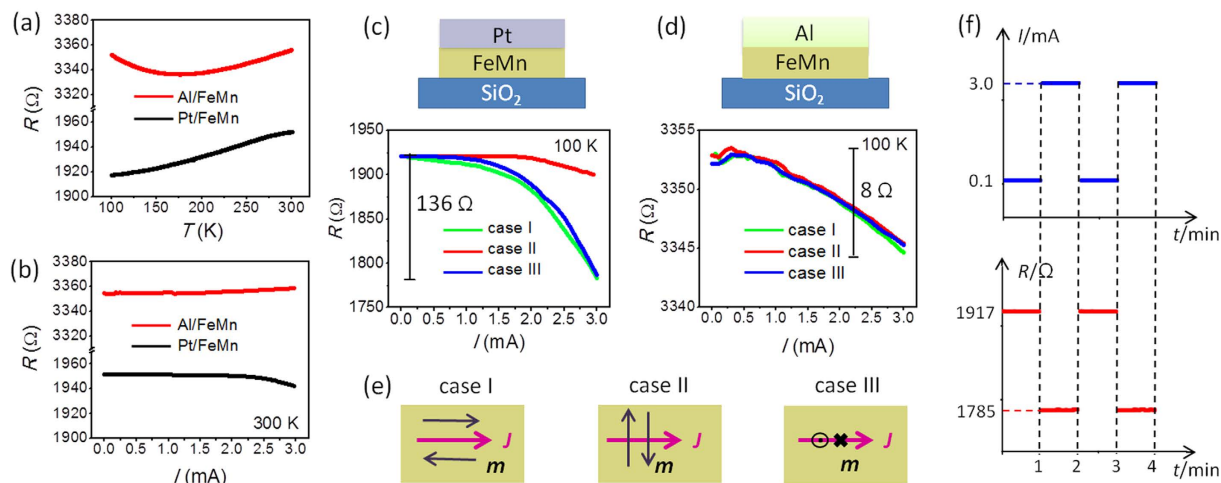 (a)
3380
3360
3340
3320
1960
1940
1920
1900
R (Ω)
Al/FeMn
Pt/FeMn
100 150 200 250 300
T (K)
(b)
3380
3360
3340
3320
1960
1940
1920
1900
R (Ω)
Al/FeMn
Pt/FeMn
300 K
0.0 0.5 1.0 1.5 2.0 2.5 3.0
I (mA)
(c)
Pt
FeMn
SiO2
1950
1900
1850
1800
1750
R (Ω)
100 K
136 Ω
case I
case II
case III
0.0 0.5 1.0 1.5 2.0 2.5 3.0
I (mA)
(d)
Al
FeMn
SiO2
3355
3350
3345
3340
R (Ω)
100 K
8 Ω
case I
case II
case III
0.0 0.5 1.0 1.5 2.0 2.5 3.0
I (mA)
(e)
case I
J
m
case II
J
m
case III
J
m
(f)
I/mA
3.0
0.1
t/min
R/Ω
1917
1785
1 2 3 4
t/min